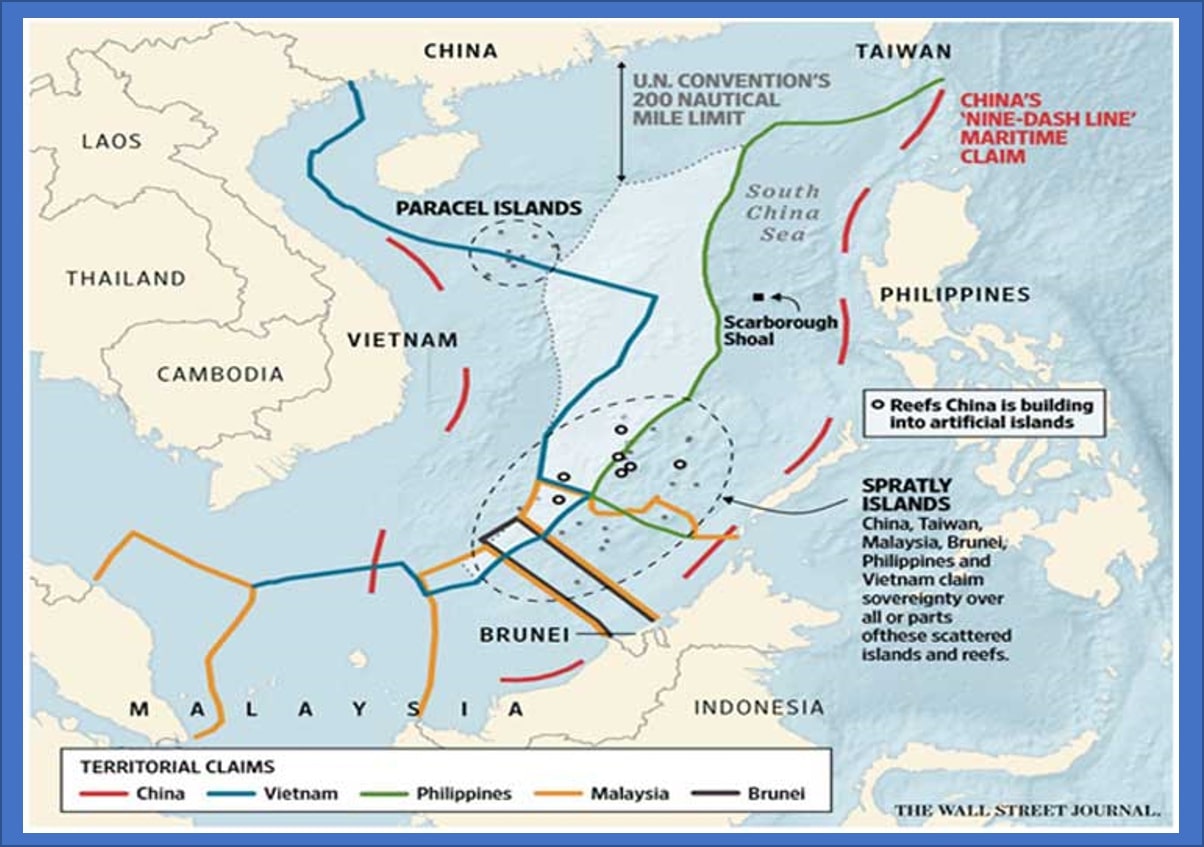 CHINA
TAIWAN
U.N. CONVENTION'S
200 NAUTICAL
MILE LIMIT
CHINA'S
'NINE-DASH LINE'
MARITIME
CLAIM
LAOS
PARACEL ISLANDS
South
China
Sea
THAILAND
PHILIPPINES
Scarborough
Shoal
VIETNAM
CAMBODIA
Reefs China is building
into artificial islands
SPRATLY
ISLANDS
China, Taiwan,
Malaysia, Brunei,
Philippines and
Vietnam claim
sovereignty over
all or parts
ofthese scattered
islands and reefs.
BRUNEI
MALAYSIA
INDONESIA
TERRITORIAL CLAIMS
China Vietnam Philippines Malaysia Brunei
THE WALL STREET JOURNAL.